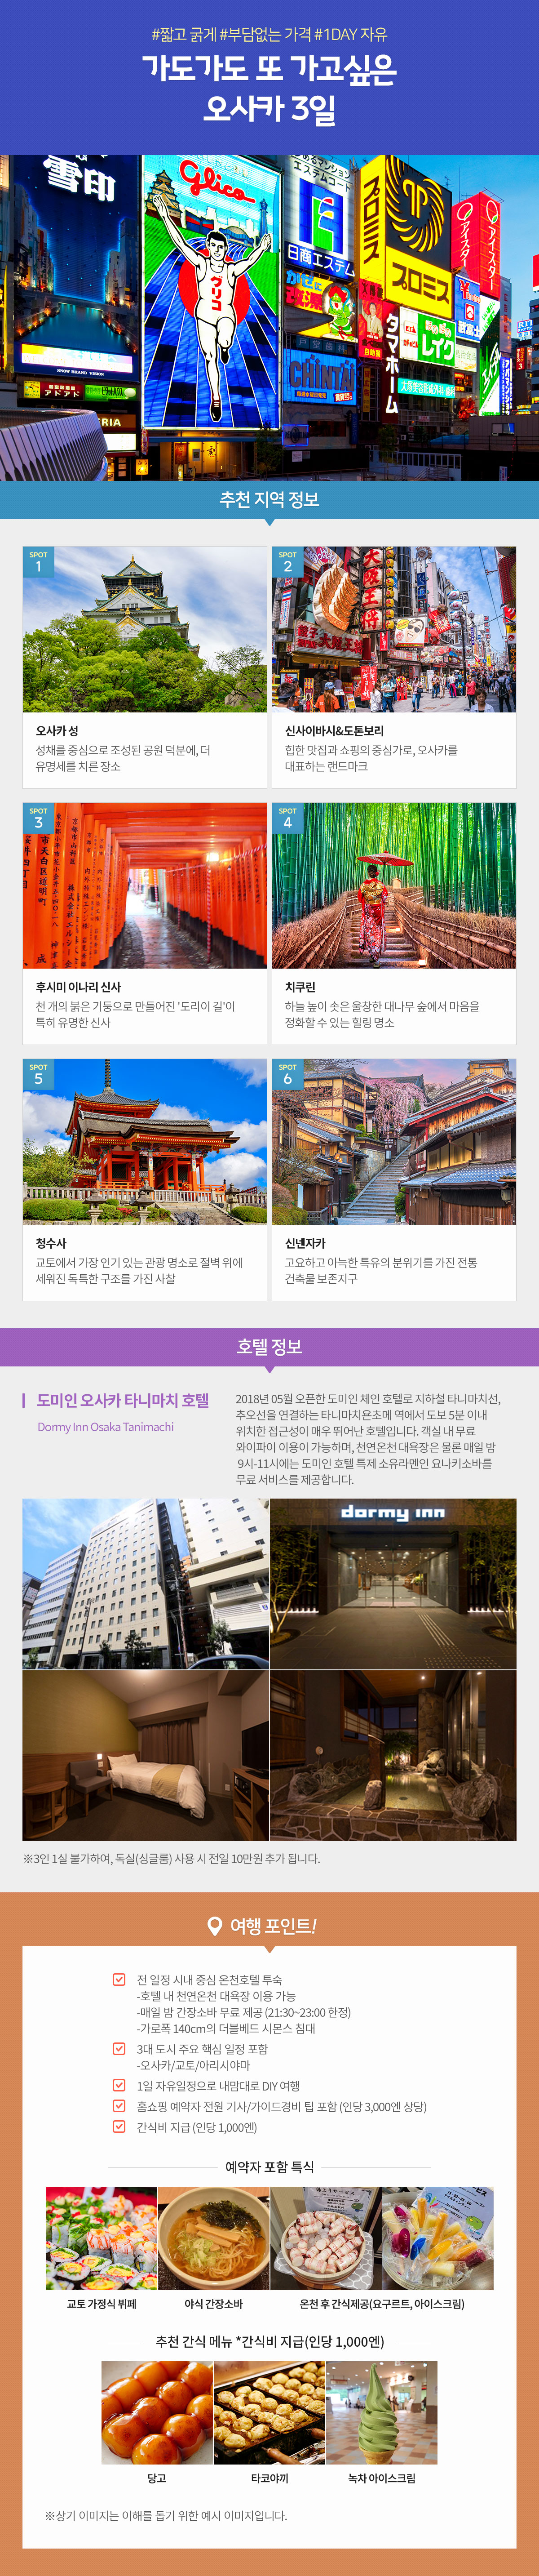 #짧고 굵게 #부담없는 가격 #1DAY 자유
가도가도 또 가고싶은
오사카 3일
雪印
SNOW BRAND VISION
Glico
グリコ
エステムコート
日商エステム
プロミス
プロミス
アイスター
アイスター
レイク
タマホーム
CHINTAI
アドアド
추천 지역 정보
SPOT
1
SPOT
2
大阪王将
餃子 大阪王将
오사카 성
성채를 중심으로 조성된 공원 덕분에, 더
유명세를 치른 장소
신사이바시&도톤보리
힙한 맛집과 쇼핑의 중심가로, 오사카를
대표하는 랜드마크
SPOT
3
SPOT
4
후시미 이나리 신사
천 개의 붉은 기둥으로 만들어진 '도리이 길'이
특히 유명한 신사
치쿠린
하늘 높이 솟은 울창한 대나무 숲에서 마음을
정화할 수 있는 힐링 명소
SPOT
5
SPOT
6
청수사
교토에서 가장 인기 있는 관광 명소로 절벽 위에
세워진 독특한 구조를 가진 사찰
신넨자카
고요하고 아늑한 특유의 분위기를 가진 전통
건축물 보존지구
호텔 정보
도미인 오사카 타니마치 호텔
Dormy Inn Osaka Tanimachi
2018년 05월 오픈한 도미인 체인 호텔로 지하철 타니마치선,
추오선을 연결하는 타니마치욘초메 역에서 도보 5분 이내
위치한 접근성이 매우 뛰어난 호텔입니다. 객실 내 무료
와이파이 이용이 가능하며, 천연온천 대욕장은 물론 매일 밤
9시-11시에는 도미인 호텔 특제 소유라멘인 요나키소바를
무료 서비스를 제공합니다.
dormy inn
※3인 1실 불가하여, 독실(싱글룸) 사용 시 전일 10만원 추가 됩니다.
여행 포인트!
전 일정 시내 중심 온천호텔 투숙
-호텔 내 천연온천 대욕장 이용 가능
-매일 밤 간장소바 무료 제공 (21:30~23:00 한정)
-가로폭 140cm의 더블베드 시몬스 침대
3대 도시 주요 핵심 일정 포함
-오사카/교토/아리시야마
1일 자유일정으로 내맘대로 DIY 여행
홈쇼핑 예약자 전원 기사/가이드경비 팁 포함 (인당 3,000엔 상당)
간식비 지급 (인당 1,000엔!)
예약자 포함 특식
교토 가정식 뷔페
야식 간장소바
온천 후 간식제공(요구르트, 아이스크림)
추천 간식 메뉴 *간식비 지급(인당 1,000엔)
당고
타코야끼
녹차 아이스크림
※상기 이미지는 이해를 돕기 위한 예시 이미지입니다.